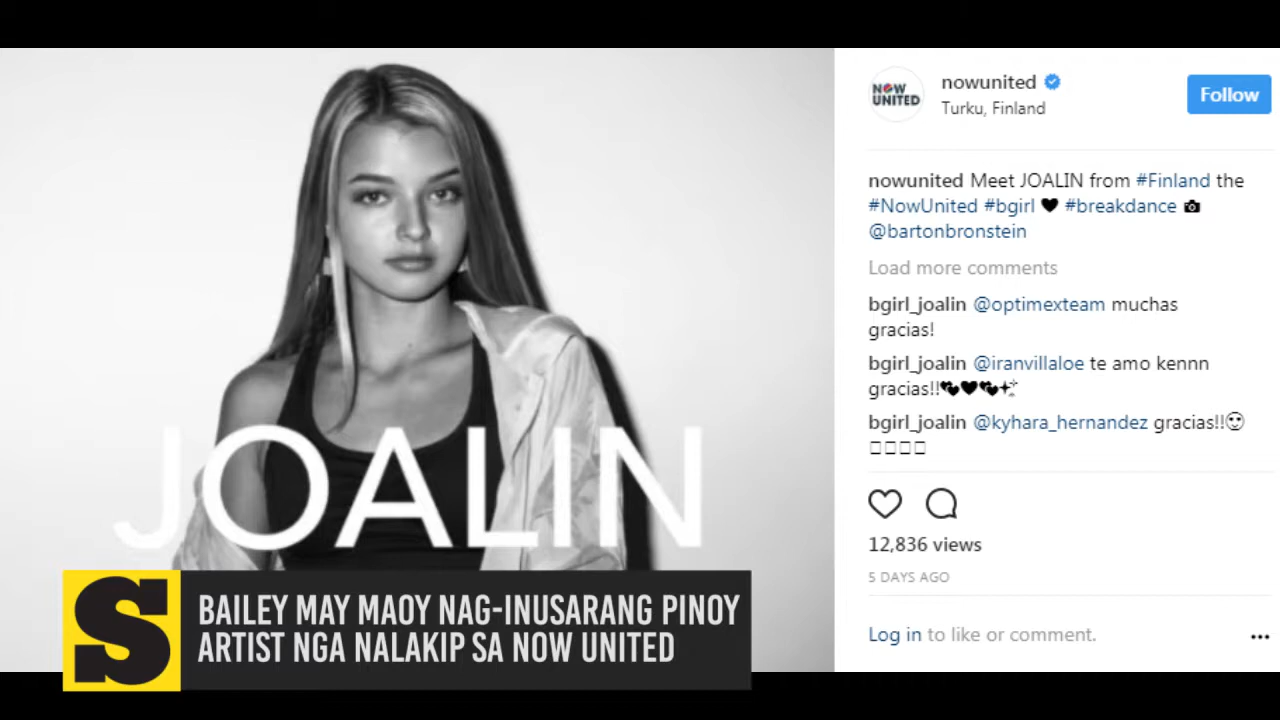 JOALIN
NOW
UNITED
nowunited
Turku, Finland
Follow
nowunited Meet JOALIN from #Finland the
#NowUnited #bgirl 🖤 #breakdance 📷
@bartonbronstein
Load more comments
bgirl_joalin @optimexteam muchas
gracias!
bgirl_joalin @iranvillaloe te amo kennn
gracias!!💕🖤💕✨
bgirl_joalin @kyhara_hernandez gracias!!🙂
□□□□
12,836 views
5 DAYS AGO
Log in to like or comment.
S
BAILEY MAY MAOY NAG-INUSARANG PINOY
ARTIST NGA NALAKIP SA NOW UNITED